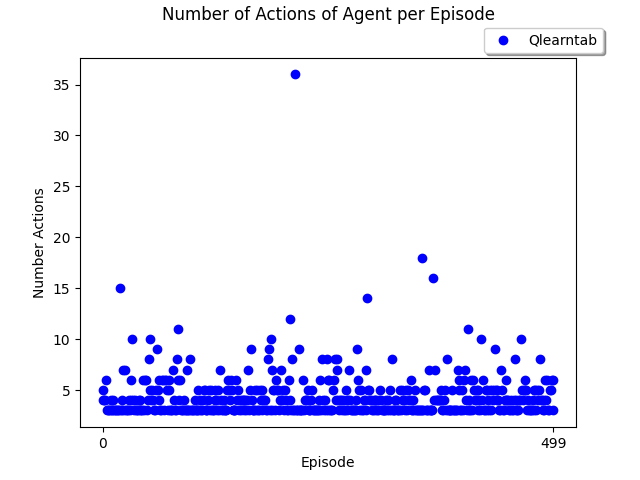 Number of Actions of Agent per Episode
Qlearntab
35
30
25
20
15
10
5
Number Actions
0
499
Episode